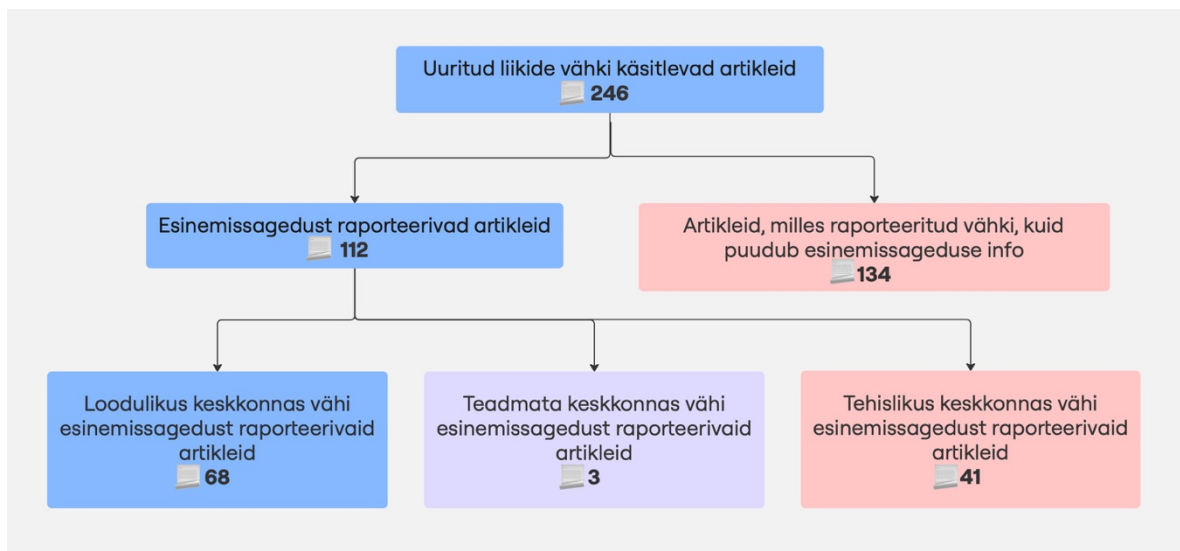 Uuritud liikide vähki käsitlevad artikleid
246
Esinemissagedust raporteerivad artikleid
112
Artikleid, milles raporteeritud vähki, kuid
puudub esinemissageduse info
134
Loodulikus keskkonnas vähi
esinemissagedust raporteerivaid
artikleid
68
Teadmata keskkonnas vähi
esinemissagedust raporteerivaid
artikleid
3
Tehislikus keskkonnas vähi
esinemissagedust raporteerivaid
artikleid
41